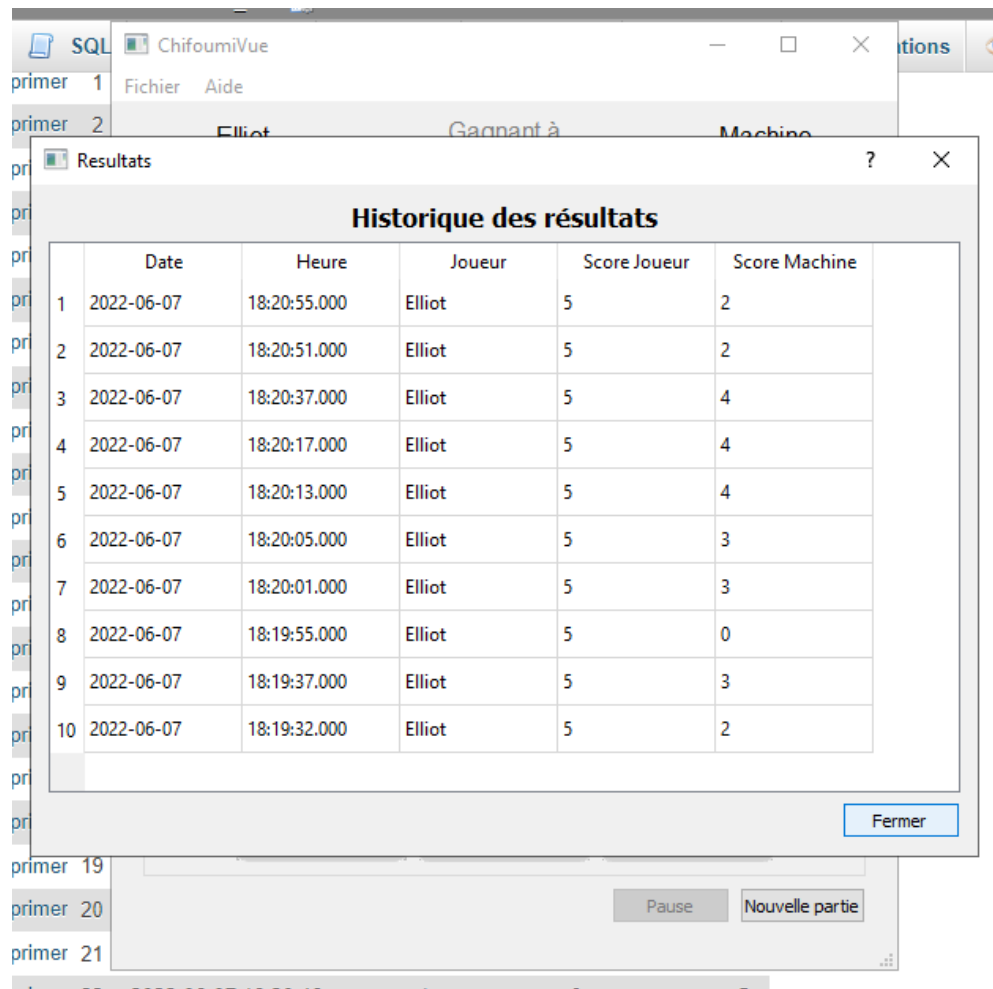 SQL ChifoumiVue
primer 1 Fichier Aide
primer 2 Elliot Gagnant à Machine
Resultats
Historique des résultats
Date Heure Joueur Score Joueur Score Machine
1 2022-06-07 18:20:55.000 Elliot 5 2
2 2022-06-07 18:20:51.000 Elliot 5 2
3 2022-06-07 18:20:37.000 Elliot 5 4
4 2022-06-07 18:20:17.000 Elliot 5 4
5 2022-06-07 18:20:13.000 Elliot 5 4
6 2022-06-07 18:20:05.000 Elliot 5 3
7 2022-06-07 18:20:01.000 Elliot 5 3
8 2022-06-07 18:19:55.000 Elliot 5 0
9 2022-06-07 18:19:37.000 Elliot 5 3
10 2022-06-07 18:19:32.000 Elliot 5 2
Fermer
primer 19
primer 20 Pause Nouvelle partie
primer 21